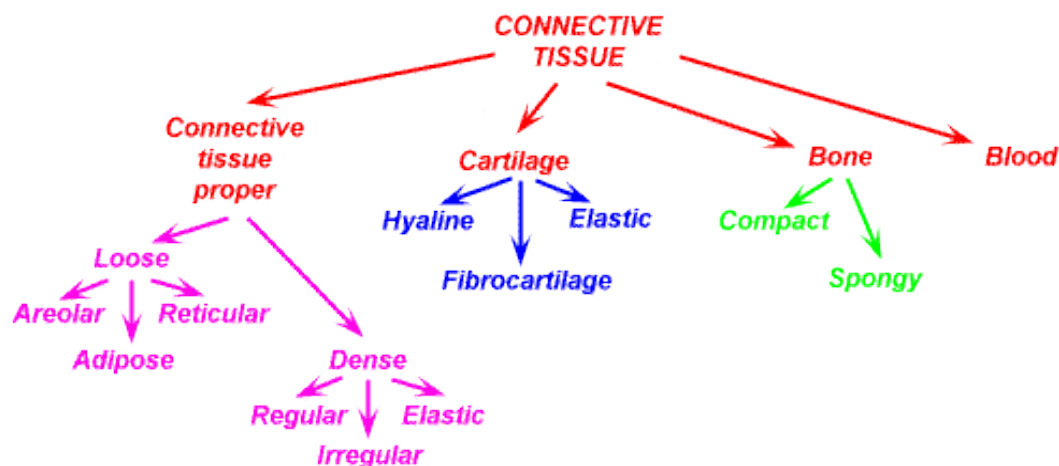 CONNECTIVE
TISSUE
Connective
tissue
proper
Cartilage
Bone
Blood
Hyaline
Elastic
Fibrocartilage
Compact
Spongy
Loose
Areolar
Reticular
Adipose
Dense
Regular
Elastic
Irregular